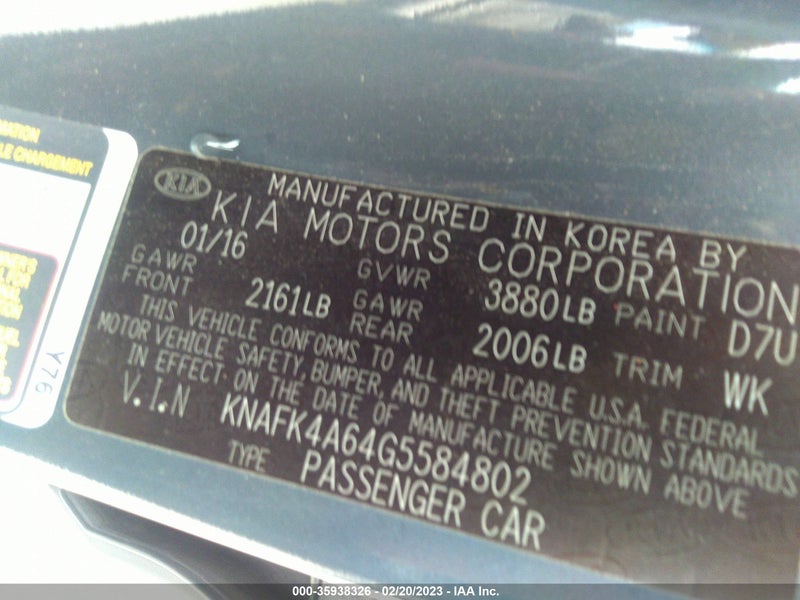 MATION
LE CHARGEMENT
Y76
KIA
MANUFACTURED IN KOREA BY
KIA MOTORS CORPORATION
01/16
GAWR FRONT 2161LB
GVWR 3880LB
GAWR REAR 2006LB
PAINT D7U
TRIM WK
THIS VEHICLE CONFORMS TO ALL APPLICABLE U.S.A. FEDERAL
MOTOR VEHICLE SAFETY, BUMPER, AND THEFT PREVENTION STANDARDS
IN EFFECT ON THE DATE OF MANUFACTURE SHOWN ABOVE
V.I.N KNAFK4A64G5584802
TYPE PASSENGER CAR
000-35938326 / 02/20/2023 - IAA Inc.